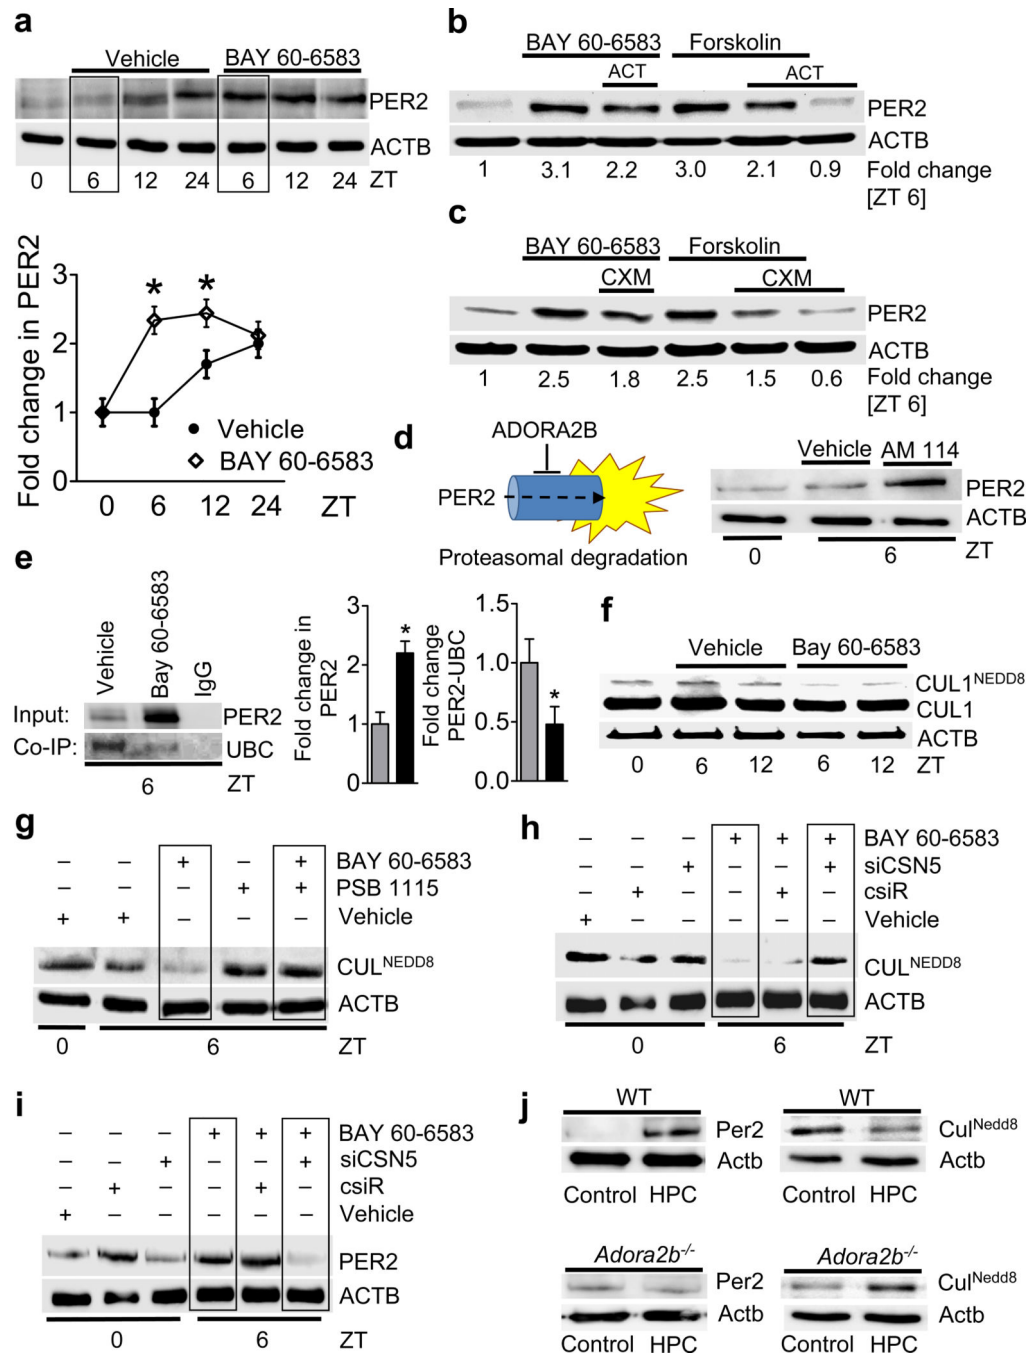 a
Vehicle BAY 60-6583
PER2
ACTB
0 6 12 24 6 12 24 ZT
Fold change in PER2
3
2
1
0
* *
Vehicle
BAY 60-6583
0 6 12 24 ZT
b
BAY 60-6583 Forskolin
ACT ACT
PER2
ACTB
1 3.1 2.2 3.0 2.1 0.9 Fold change
[ZT 6]
c
BAY 60-6583 Forskolin
CXM CXM
PER2
ACTB
1 2.5 1.8 2.5 1.5 0.6 Fold change
[ZT 6]
d
ADORA2B
PER2
Proteasomal degradation
Vehicle AM 114
PER2
ACTB
0 6 ZT
e
Vehicle
Bay 60-6583
IgG
Input: PER2
Co-IP: UBC
6 ZT
Fold change in
PER2
3
2
1
0
*
Fold change
PER2-UBC
1.5
1.0
0.5
0.0
*
f
Vehicle Bay 60-6583
CUL1NEDD8
CUL1
ACTB
0 6 12 6 12 ZT
g
– – + – + BAY 60-6583
– – – + + PSB 1115
+ + – – – Vehicle
CULNEDD8
ACTB
0 6 ZT
h
– – – + + + BAY 60-6583
– – + – – + siCSN5
– + – – + – csiR
+ – – – – – Vehicle
CULNEDD8
ACTB
0 6 ZT
i
– – – + + + BAY 60-6583
– – + – – + siCSN5
– + – – + – csiR
+ – – – – – Vehicle
PER2
ACTB
0 6 ZT
j
WT WT
Per2 CulNedd8
Actb Actb
Control HPC Control HPC
Adora2b-/- Adora2b-/-
Per2 CulNedd8
Actb Actb
Control HPC Control HPC